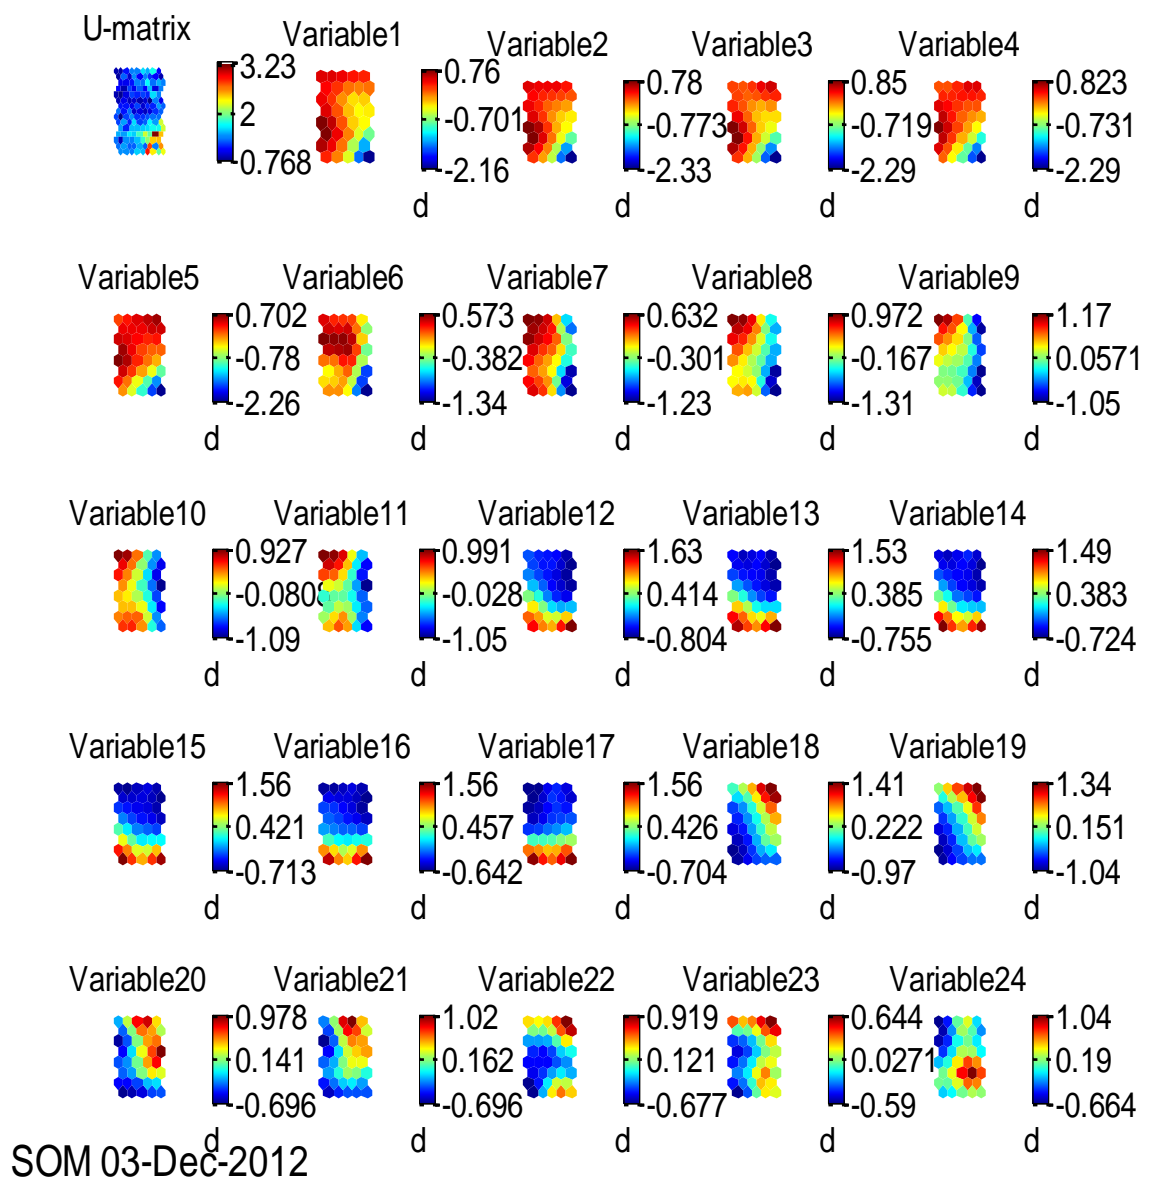 U-matrix
3.23
2
0.768
Variable1
0.76
-0.701
-2.16
d
Variable2
0.78
-0.773
-2.33
d
Variable3
0.85
-0.719
-2.29
d
Variable4
0.823
-0.731
-2.29
d
Variable5
0.702
-0.78
-2.26
d
Variable6
0.573
-0.382
-1.34
d
Variable7
0.632
-0.301
-1.23
d
Variable8
0.972
-0.167
-1.31
d
Variable9
1.17
0.0571
-1.05
d
Variable10
0.927
-1.09
d
Variable11
0.991
-0.028
-1.05
d
Variable12
1.63
0.414
-0.804
d
Variable13
1.53
0.385
-0.755
d
Variable14
1.49
0.383
-0.724
d
Variable15
1.56
0.421
-0.713
d
Variable16
1.56
0.457
-0.642
d
Variable17
1.56
0.426
-0.704
d
Variable18
1.41
0.222
-0.97
d
Variable19
1.34
0.151
-1.04
d
Variable20
0.978
0.141
-0.696
d
Variable21
1.02
0.162
-0.696
d
Variable22
0.919
0.121
-0.677
d
Variable23
0.644
0.0271
-0.59
d
Variable24
1.04
0.19
-0.664
d
SOM 03-Dec-2012